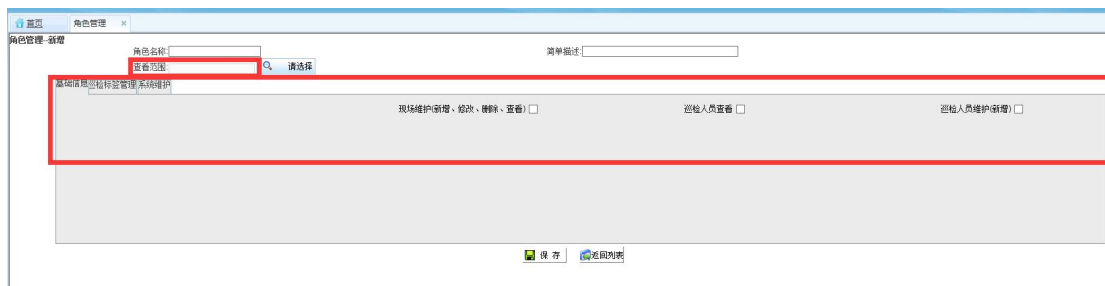 首页 角色管理 ×
角色管理--新增
角色名称: 简单描述:
查看范围 请选择
基础信息 巡检标签管理 系统维护
现场维护(新增、修改、删除、查看) 巡检人员查看 巡检人员维护(新增)
保 存 返回列表